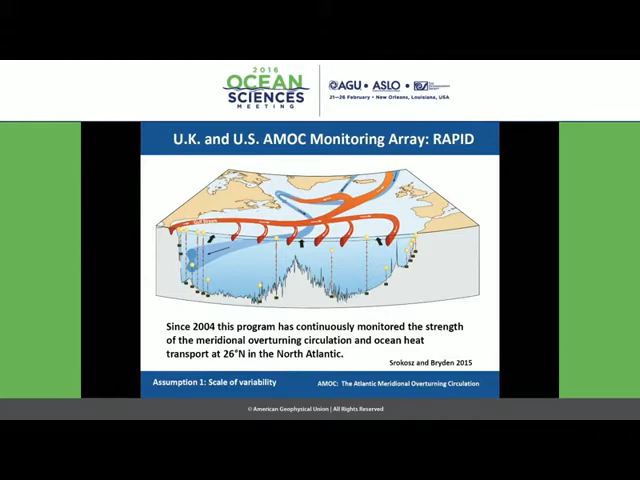 2016
OCEAN
SCIENCES
MEETING
AGU • ASLO •
21–26 February • New Orleans, Louisiana, USA
U.K. and U.S. AMOC Monitoring Array: RAPID
Gulf Stream
Since 2004 this program has continuously monitored the strength
of the meridional overturning circulation and ocean heat
transport at 26°N in the North Atlantic.
Srokosz and Bryden 2015
Assumption 1: Scale of variability
AMOC: The Atlantic Meridional Overturning Circulation
© American Geophysical Union | All Rights Reserved